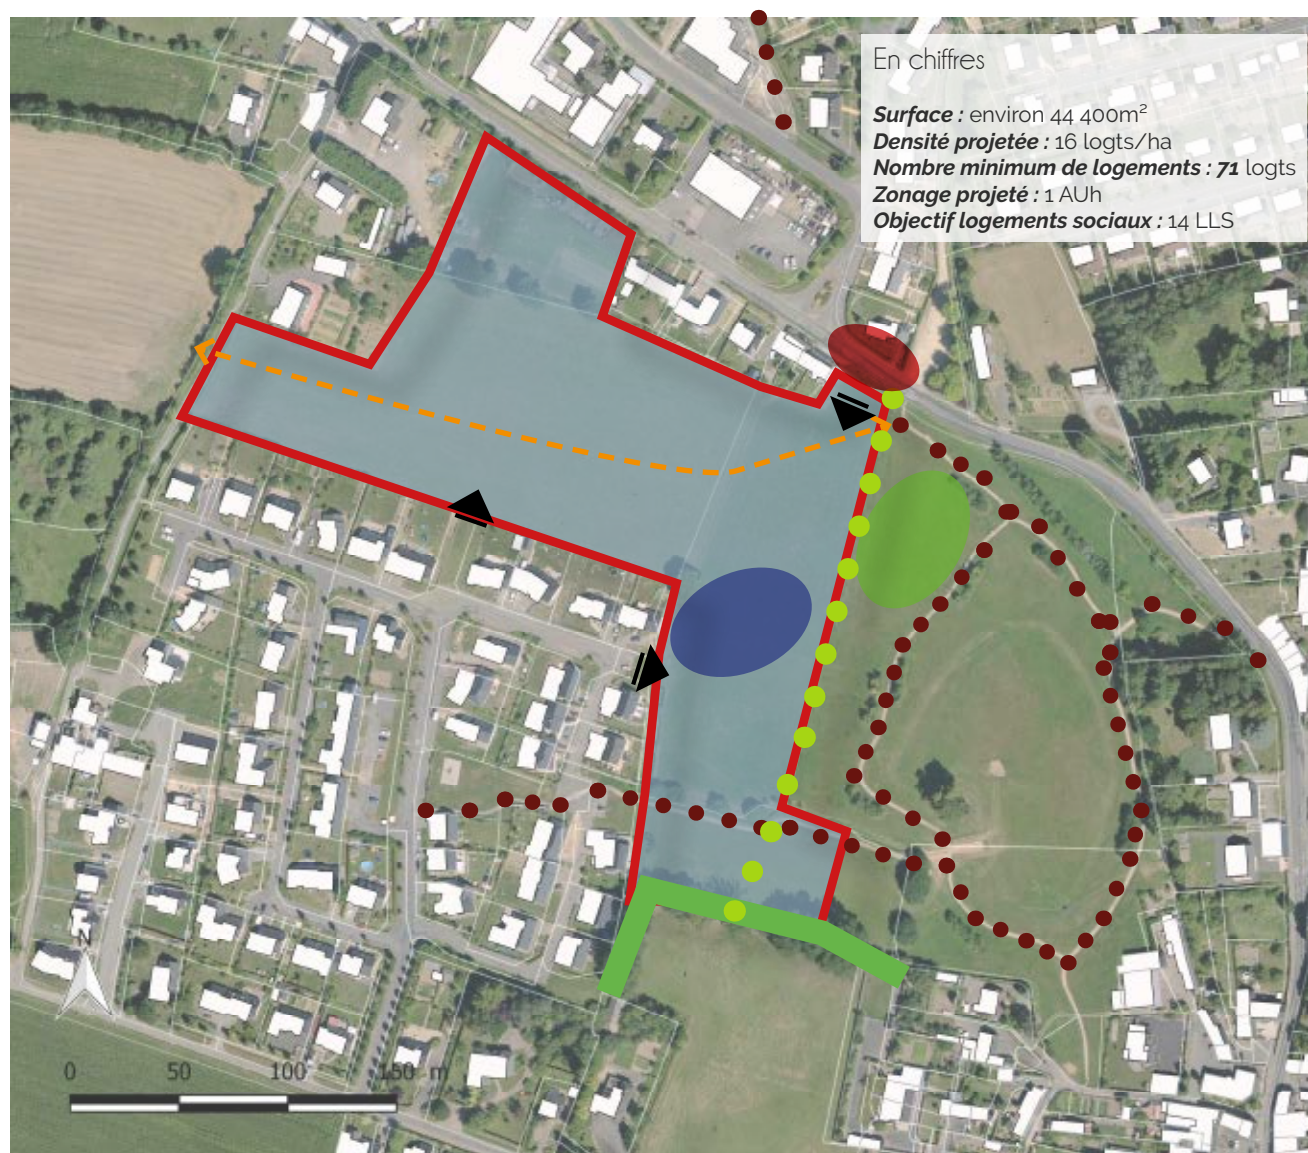 En chiffres
Surface : environ 44 400m²
Densité projetée : 16 logts/ha
Nombre minimum de logements : 71 logts
Zonage projeté : 1 AUh
Objectif logements sociaux : 14 LLS
N
0 50 100 150 m